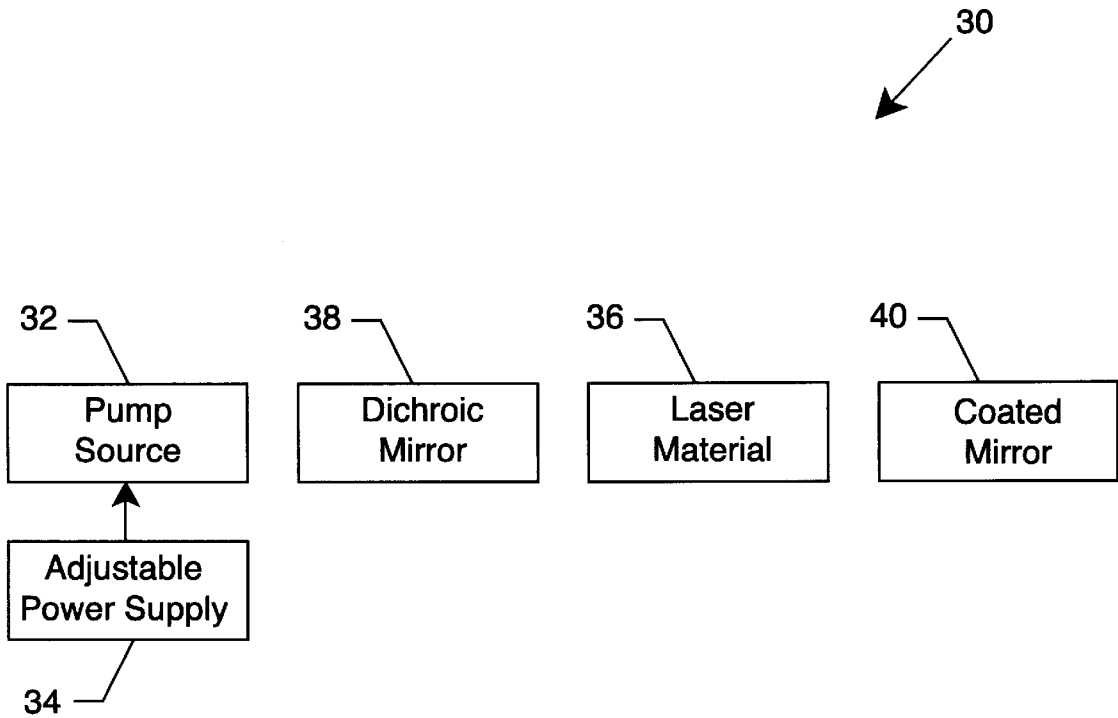 30
32
38
36
40
Pump
Source
Dichroic
Mirror
Laser
Material
Coated
Mirror
Adjustable
Power Supply
34